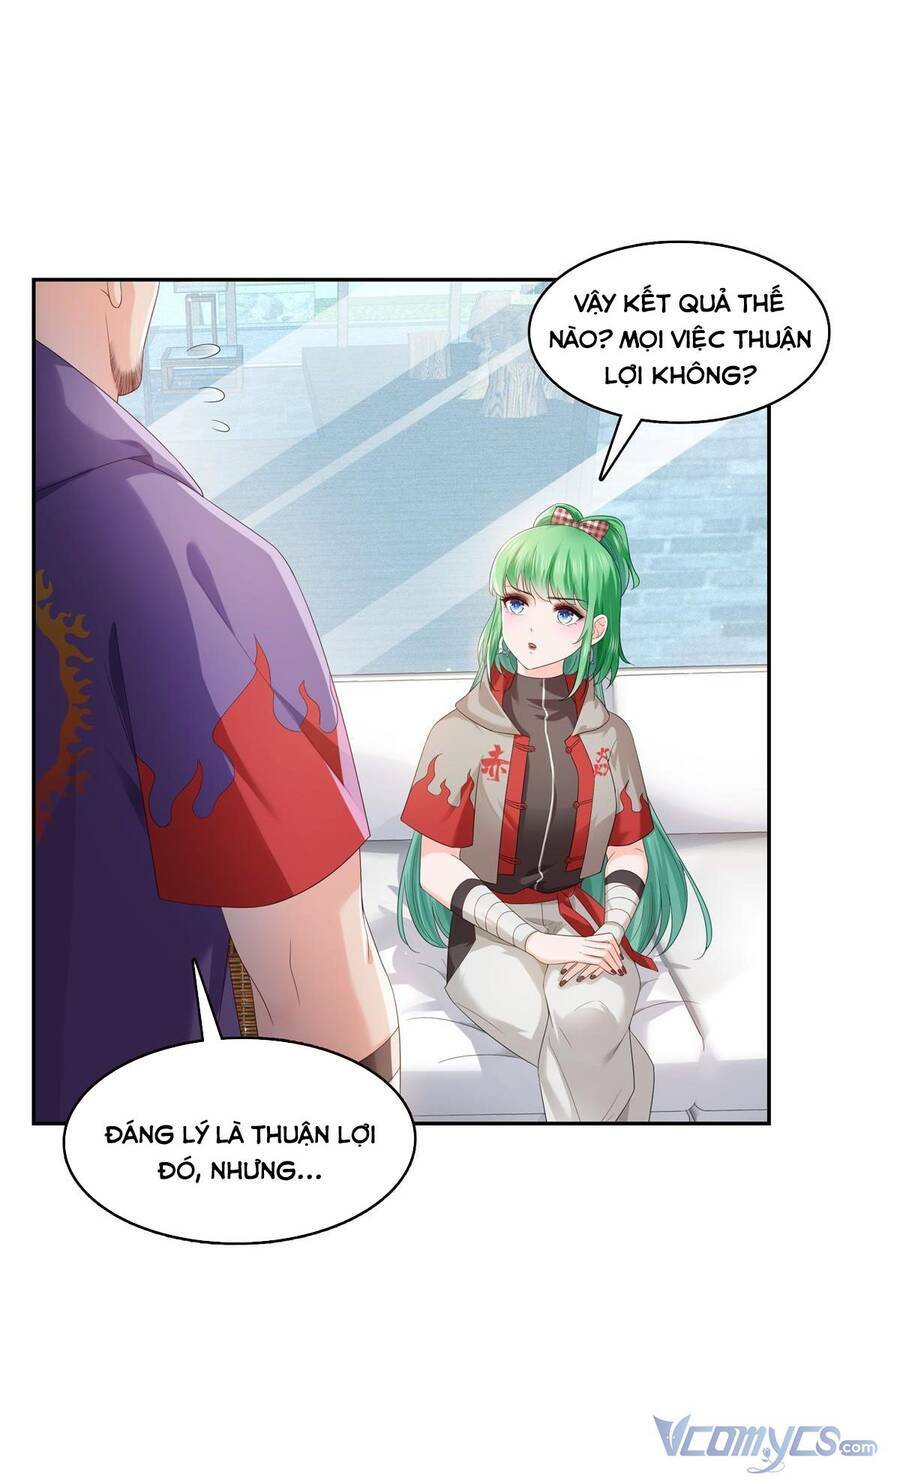 VẬY KẾT QUẢ THẾ
NÀO? MỌI VIỆC THUẬN
LỢI KHÔNG?
赤
ĐÁNG LÝ LÀ THUẬN LỢI
ĐÓ, NHƯNG...
VCOMYCS.com